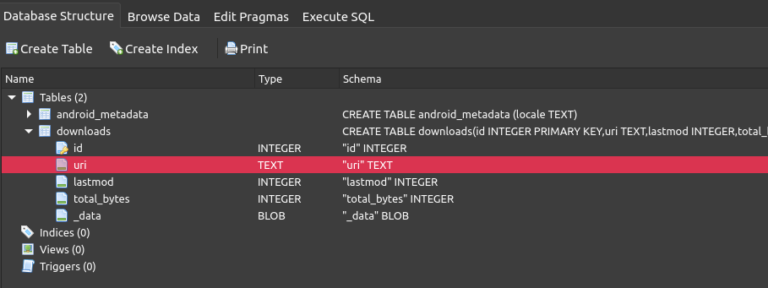 Database Structure Browse Data Edit Pragmas Execute SQL
Create Table Create Index Print
Name Type Schema
Tables (2)
android_metadata CREATE TABLE android_metadata (locale TEXT)
downloads CREATE TABLE downloads(id INTEGER PRIMARY KEY,uri TEXT,lastmod INTEGER,total_
id INTEGER "id" INTEGER
uri TEXT "uri" TEXT
lastmod INTEGER "lastmod" INTEGER
total_bytes INTEGER "total_bytes" INTEGER
_data BLOB "_data" BLOB
Indices (0)
Views (0)
Triggers (0)